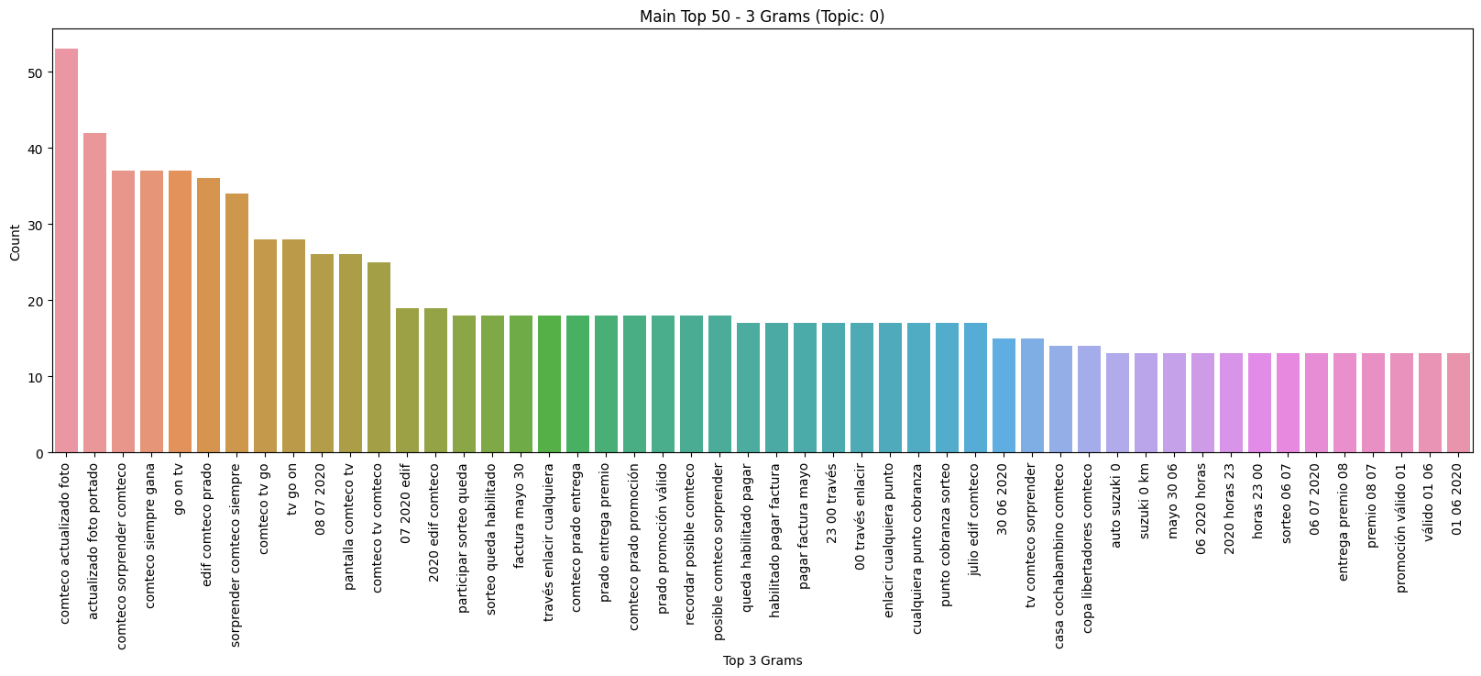 Main Top 50 - 3 Grams (Topic: 0)
Count
50
40
30
20
10
0
comteco actualizado foto
actualizado foto portado
comteco sorprender comteco
comteco siempre gana
go on tv
edif comteco prado
sorprender comteco siempre
comteco tv go
tv go on
08 07 2020
pantalla comteco tv
comteco tv comteco
07 2020 edif
2020 edif comteco
participar sorteo queda
sorteo queda habilitado
factura mayo 30
través enlacir cualquiera
comteco prado entrega
prado entrega premio
comteco prado promoción
prado promoción válido
recordar posible comteco
posible comteco sorprender
queda habilitado pagar
habilitado pagar factura
pagar factura mayo
23 00 través
00 través enlacir
enlacir cualquiera punto
cualquiera punto cobranza
punto cobranza sorteo
julio edif comteco
30 06 2020
tv comteco sorprender
casa cochabambino comteco
copa libertadores comteco
auto suzuki 0
suzuki 0 km
mayo 30 06
06 2020 horas
2020 horas 23
horas 23 00
sorteo 06 07
06 07 2020
entrega premio 08
premio 08 07
promoción válido 01
válido 01 06
01 06 2020
Top 3 Grams